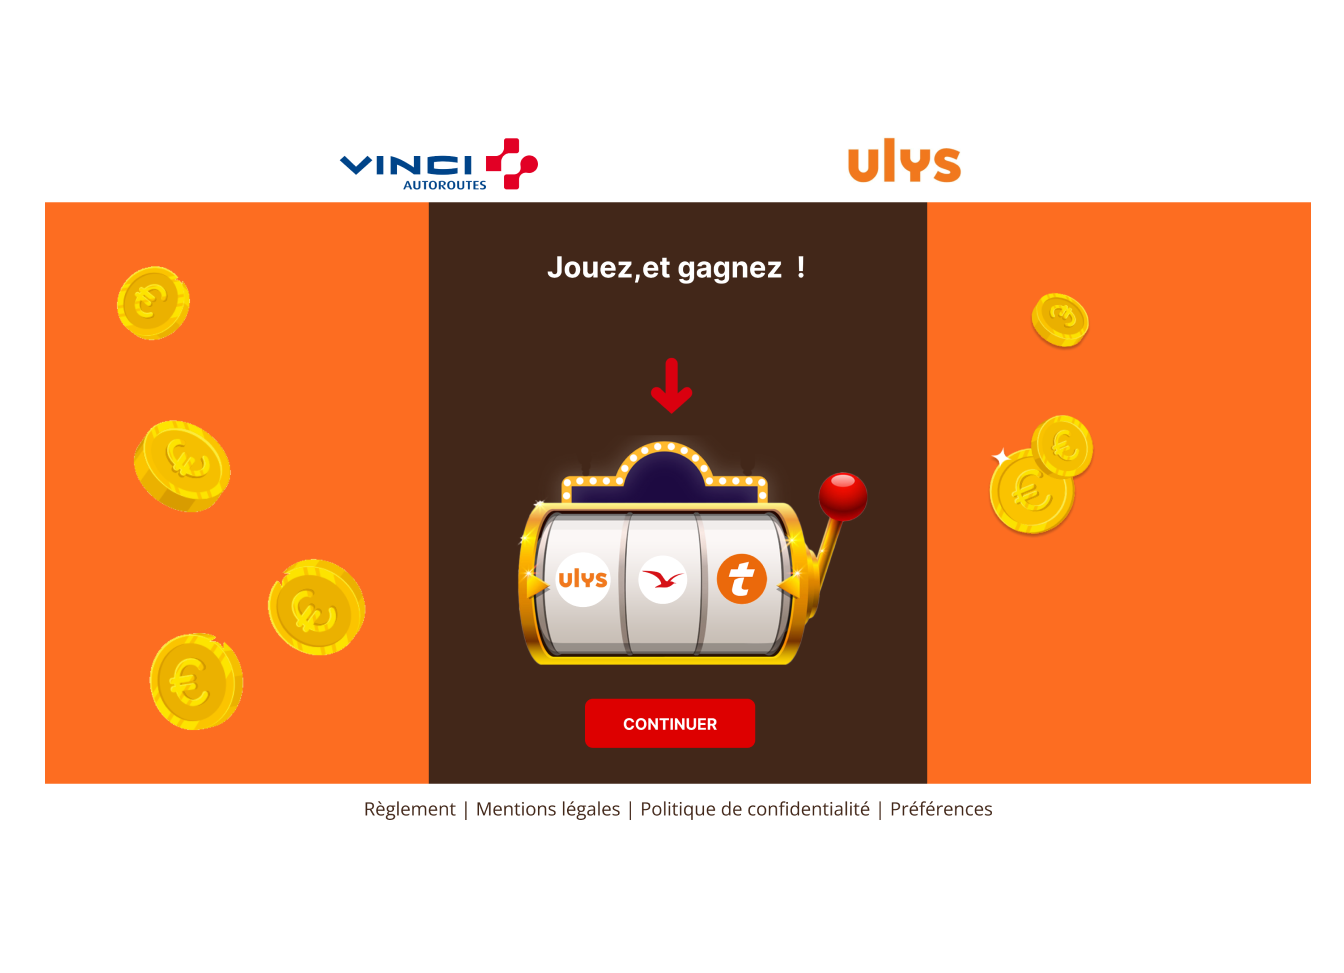 VINCI
AUTOROUTES
ulys
Jouez,et gagnez !
ulys
t
CONTINUER
Règlement | Mentions légales | Politique de confidentialité | Préférences